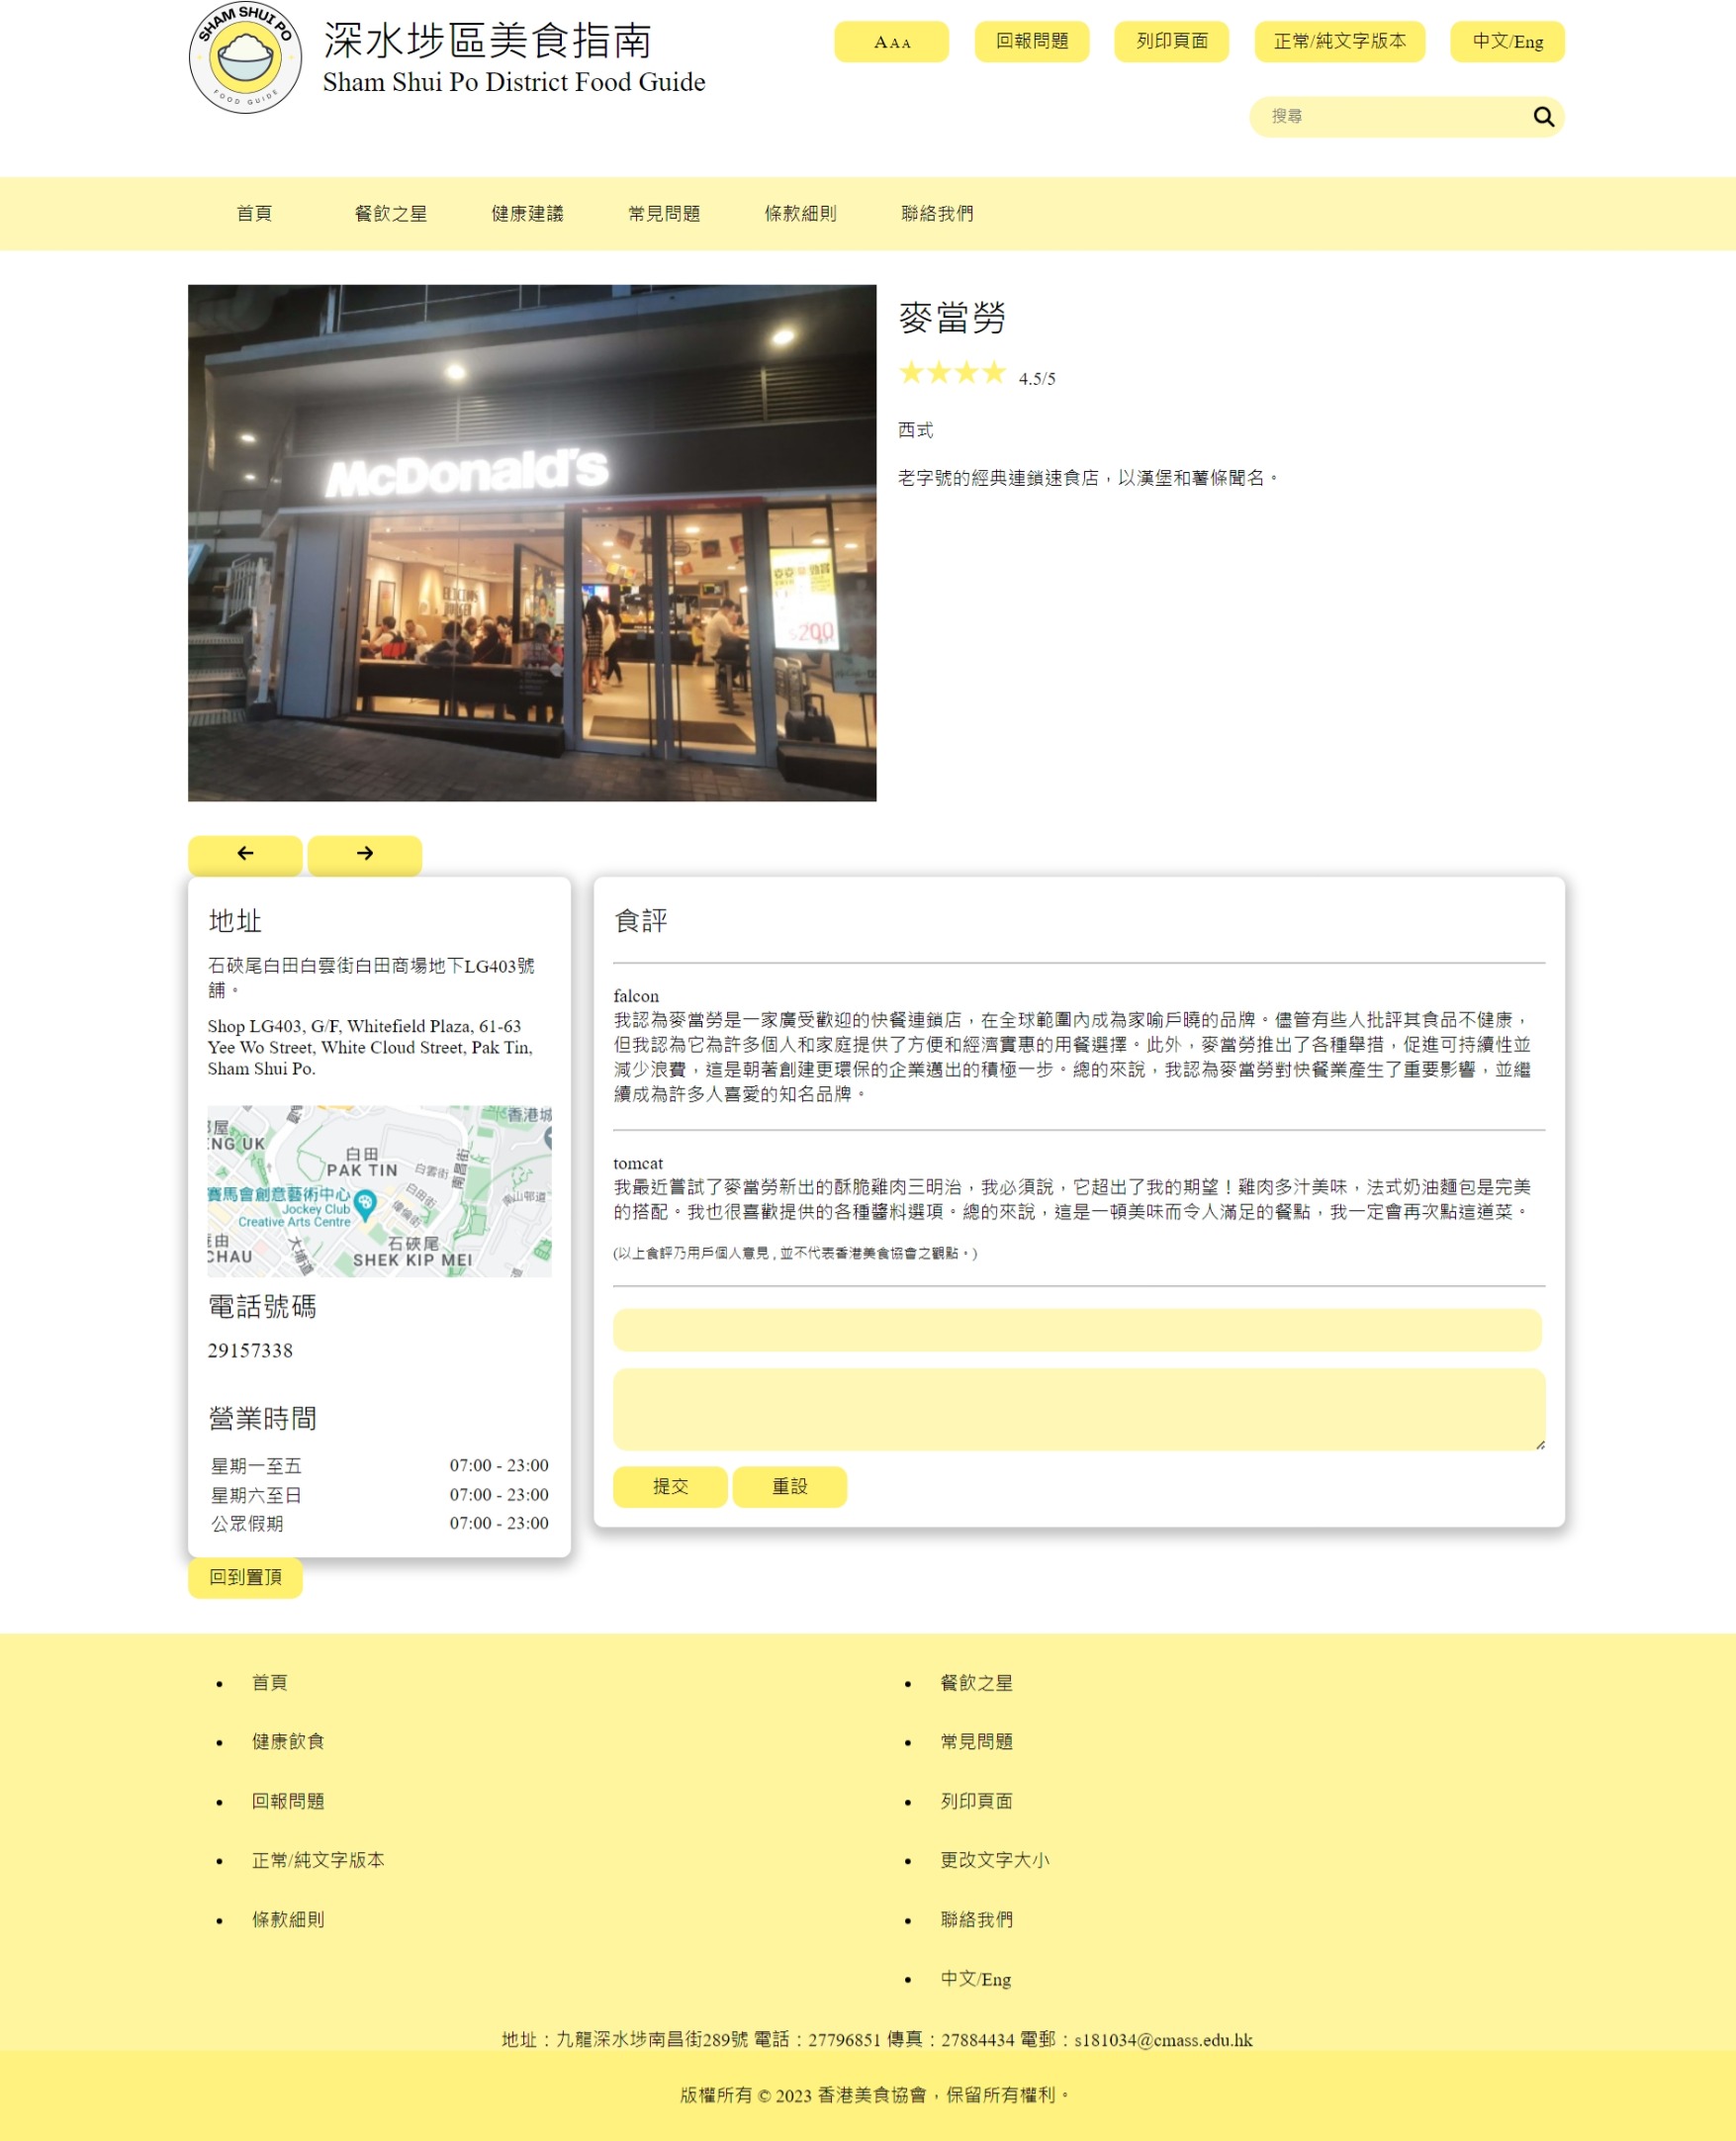 SHAM SHUI PO
FOOD GUIDE
深水埗區美食指南
Sham Shui Po District Food Guide
AAA
回報問題
列印頁面
正常/純文字版本
中文/Eng
搜尋
首頁
餐飲之星
健康建議
常見問題
條款細則
聯絡我們
McDonald's
$200
麥當勞
★★★★ 4.5/5
西式
老字號的經典連鎖速食店，以漢堡和薯條聞名。
地址
石硤尾白田白雲街白田商場地下LG403號
舖。
Shop LG403, G/F, Whitefield Plaza, 61-63
Yee Wo Street, White Cloud Street, Pak Tin,
Sham Shui Po.
香港城
NG UK
白田
PAK TIN
白雲街
南昌街
白田街
偉倫街
南山邨道
賽馬會創意藝術中心
Jockey Club
Creative Arts Centre
大埔道
CHAU
石硤尾
SHEK KIP MEI
電話號碼
29157338
營業時間
星期一至五 07:00 - 23:00
星期六至日 07:00 - 23:00
公眾假期 07:00 - 23:00
食評
falcon
我認為麥當勞是一家廣受歡迎的快餐連鎖店，在全球範圍內成為家喻戶曉的品牌。儘管有些人批評其食品不健康，
但我認為它為許多個人和家庭提供了方便和經濟實惠的用餐選擇。此外，麥當勞推出了各種舉措，促進可持續性並
減少浪費，這是朝著創建更環保的企業邁出的積極一步。總的來說，我認為麥當勞對快餐業產生了重要影響，並繼
續成為許多人喜愛的知名品牌。
tomcat
我最近嘗試了麥當勞新出的酥脆雞肉三明治，我必須說，它超出了我的期望！雞肉多汁美味，法式奶油麵包是完美
的搭配。我也很喜歡提供的各種醬料選項。總的來說，這是一頓美味而令人滿足的餐點，我一定會再次點這道菜。
(以上食評乃用戶個人意見 , 並不代表香港美食協會之觀點。)
提交
重設
回到置頂
首頁
健康飲食
回報問題
正常/純文字版本
條款細則
餐飲之星
常見問題
列印頁面
更改文字大小
聯絡我們
中文/Eng
地址：九龍深水埗南昌街289號 電話：27796851 傳真：27884434 電郵：s181034@cmass.edu.hk
版權所有 © 2023 香港美食協會，保留所有權利。